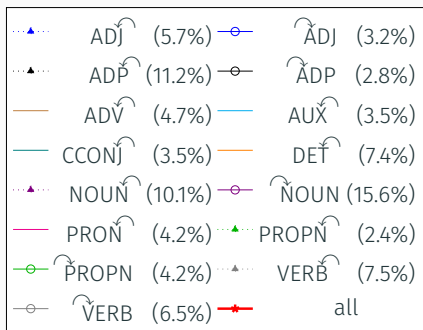 ADJ (5.7%) ADJ (3.2%)
ADP (11.2%) ADP (2.8%)
ADV (4.7%) AUX (3.5%)
CCONJ (3.5%) DET (7.4%)
NOUN (10.1%) NOUN (15.6%)
PRON (4.2%) PROPN (2.4%)
PROPN (4.2%) VERB (7.5%)
VERB (6.5%) all